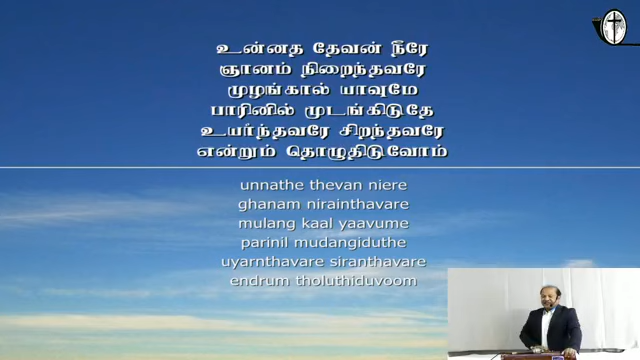 உன்னத தேவன் நீரே
ஞானம் நிறைந்தவரே
முழங்கால் யாவுமே
பாரினில் முடங்கிடுதே
உயர்ந்தவரே சிறந்தவரே
என்றும் தொழுதிடுவோம்
unnathe thevan niere
ghanam nirainthavare
mulang kaal yaavume
parinil mudangiduthe
uyarnthavare siranthavare
endrum tholuthiduvoom